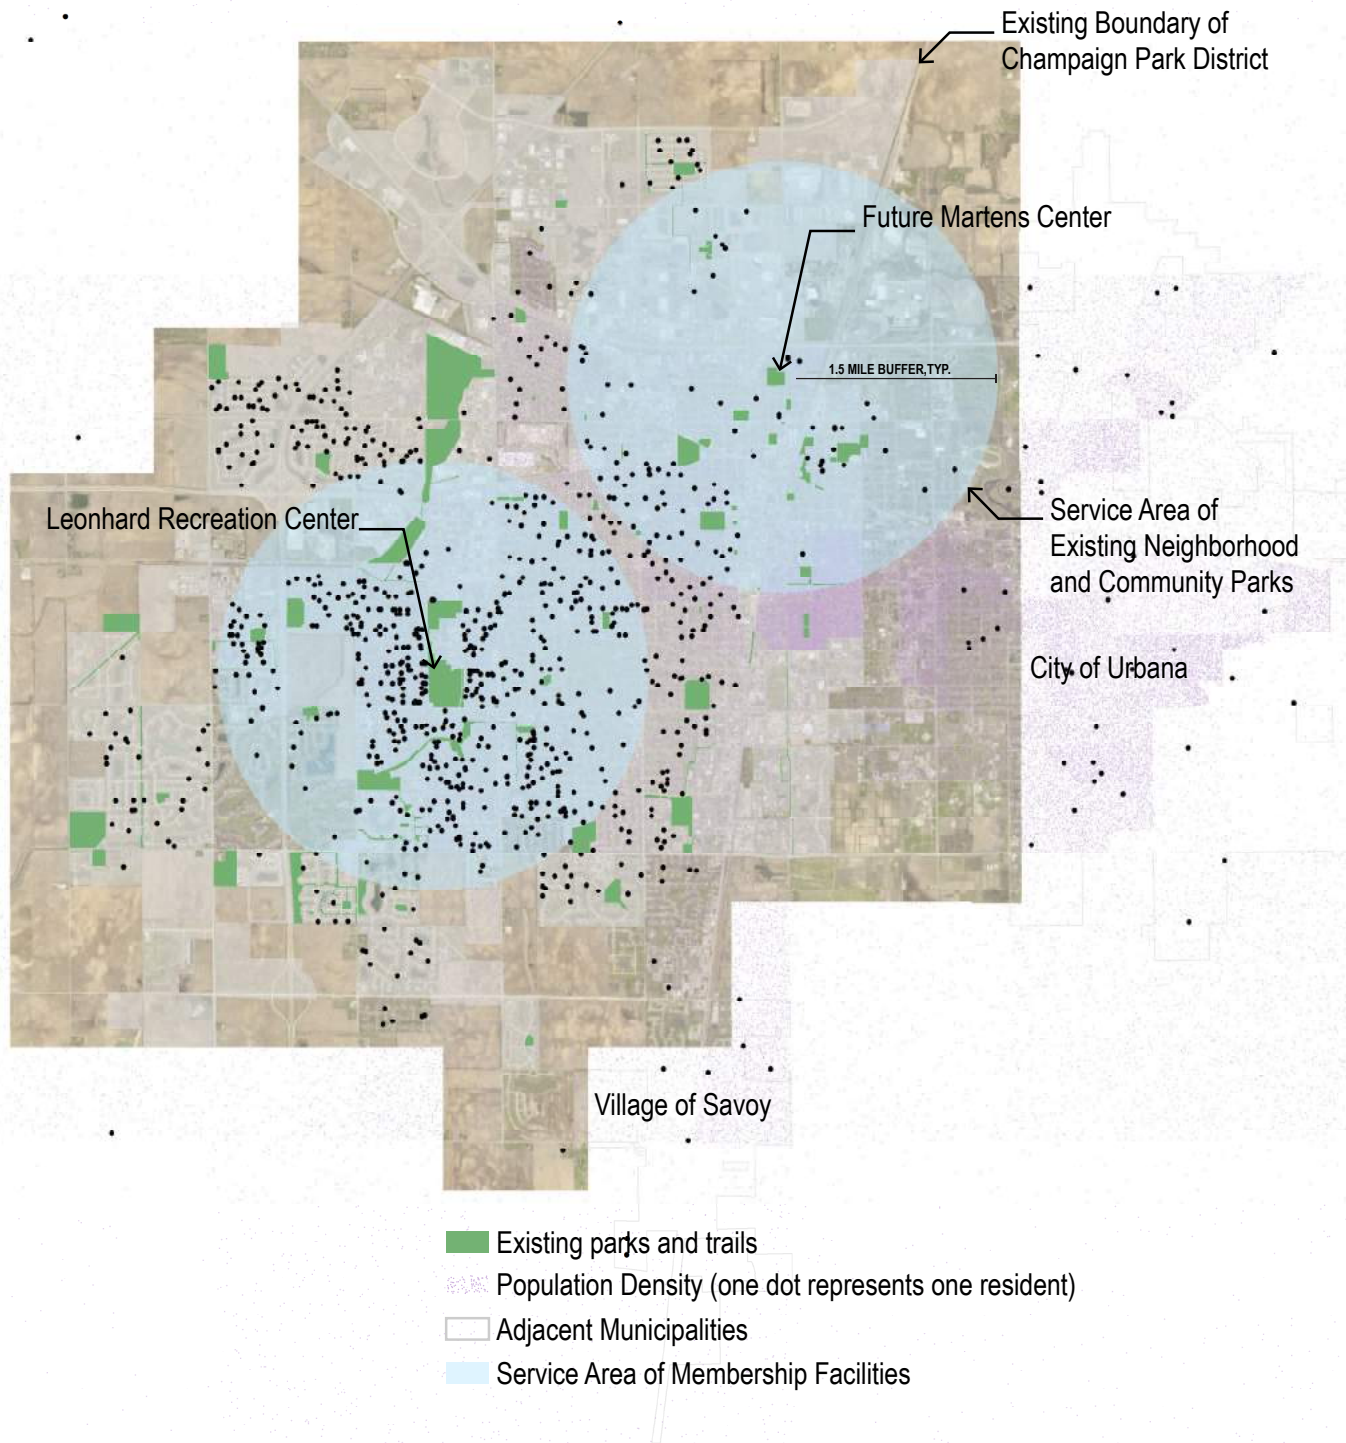 Existing Boundary of
Champaign Park District
Future Martens Center
1.5 MILE BUFFER,TYP.
Leonhard Recreation Center
Service Area of
Existing Neighborhood
and Community Parks
City of Urbana
Village of Savoy
Existing parks and trails
Population Density (one dot represents one resident)
Adjacent Municipalities
Service Area of Membership Facilities